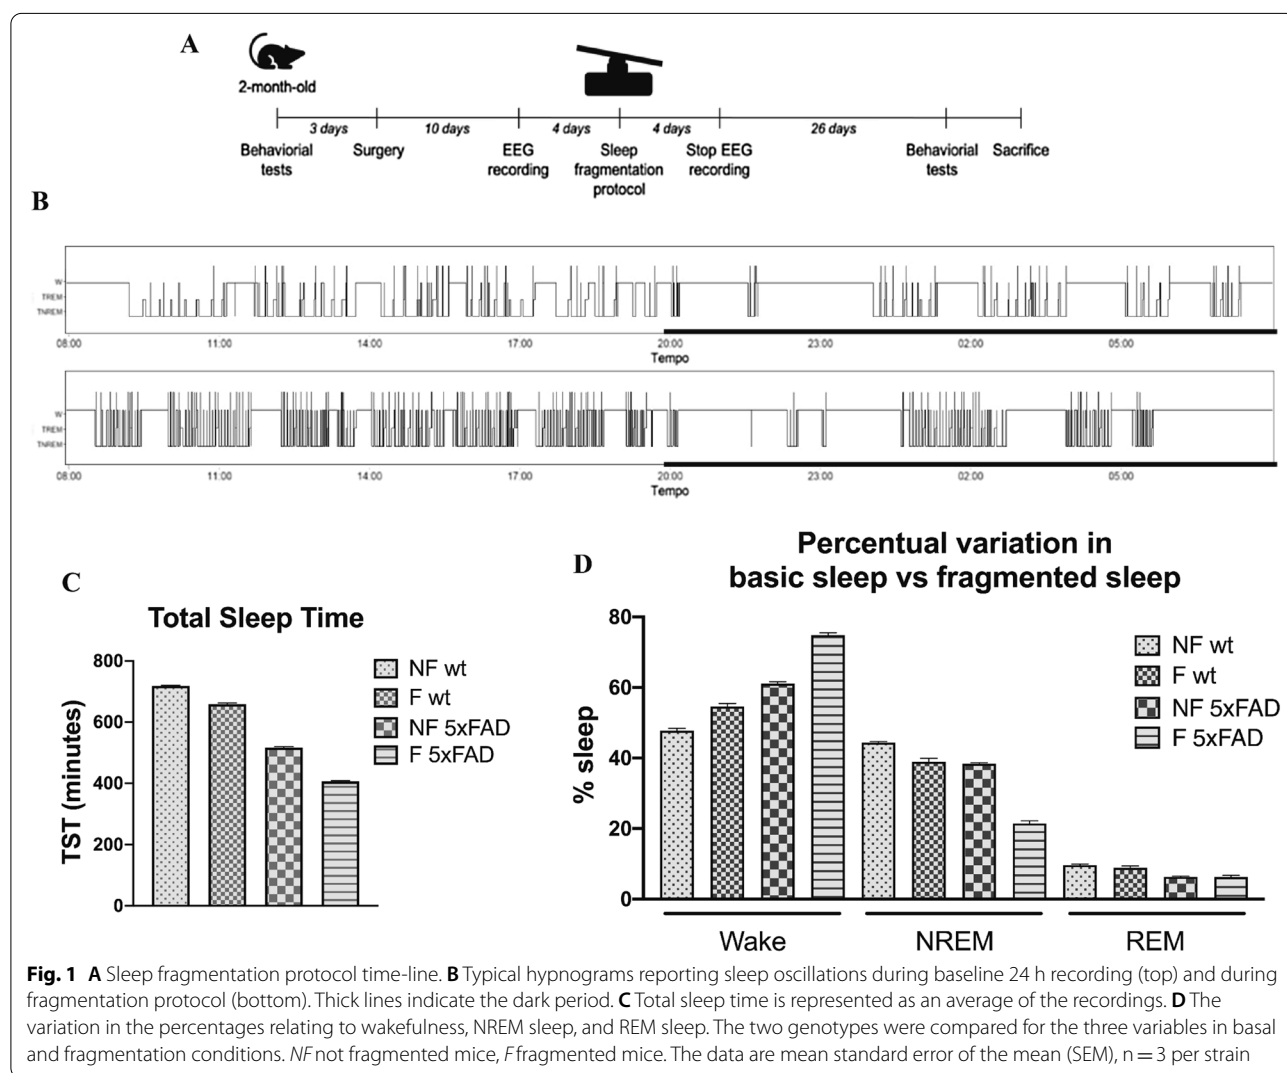 A
2-month-old
3 days
10 days
4 days
4 days
26 days
Behaviorial tests
Surgery
EEG recording
Sleep fragmentation protocol
Stop EEG recording
Behaviorial tests
Sacrifice
B
W
TREM
TNREM
08:00 11:00 14:00 17:00 20:00 23:00 02:00 05:00
Tempo
W
TREM
TNREM
08:00 11:00 14:00 17:00 20:00 23:00 02:00 05:00
Tempo
C
Total Sleep Time
TST (minutes)
800
600
400
200
0
NF wt
F wt
NF 5xFAD
F 5xFAD
D
Percentual variation in
basic sleep vs fragmented sleep
% sleep
80
60
40
20
0
NF wt
F wt
NF 5xFAD
F 5xFAD
Wake NREM REM
Fig. 1 A Sleep fragmentation protocol time-line. B Typical hypnograms reporting sleep oscillations during baseline 24 h recording (top) and during
fragmentation protocol (bottom). Thick lines indicate the dark period. C Total sleep time is represented as an average of the recordings. D The
variation in the percentages relating to wakefulness, NREM sleep, and REM sleep. The two genotypes were compared for the three variables in basal
and fragmentation conditions. NF not fragmented mice, F fragmented mice. The data are mean standard error of the mean (SEM), n = 3 per strain